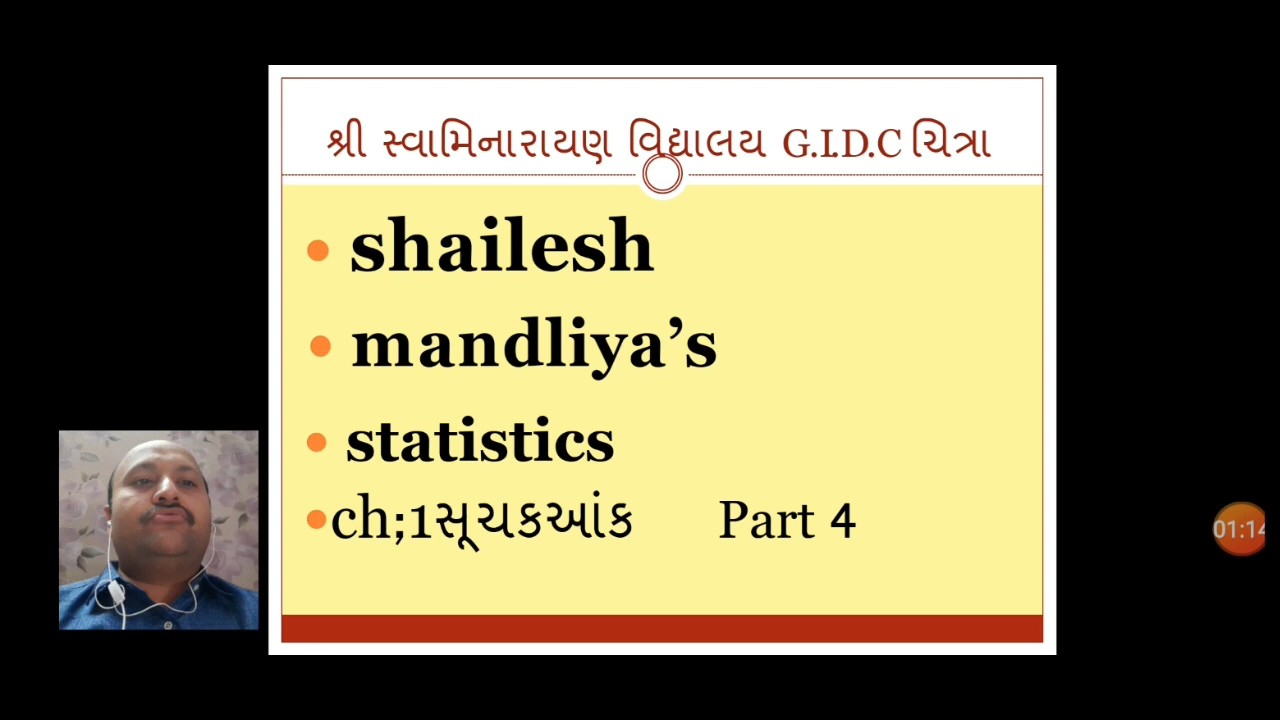 શ્રી સ્વામિનારાયણ વિદ્યાલય G.I.D.C ચિત્રા
• shailesh
• mandliya’s
• statistics
•ch;1સૂચકઆંક Part 4
01:14